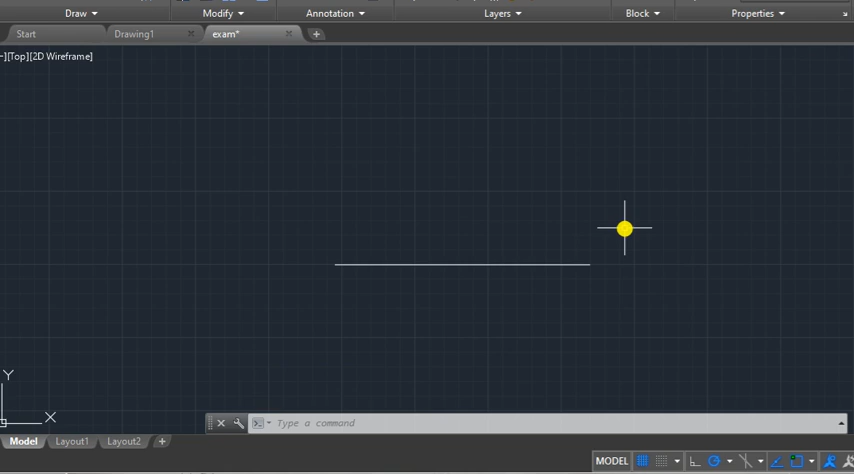 Draw Modify Annotation Layers Block Properties
Start Drawing1 exam*
−][Top][2D Wireframe]
Y
X
Type a command
Model Layout1 Layout2
MODEL